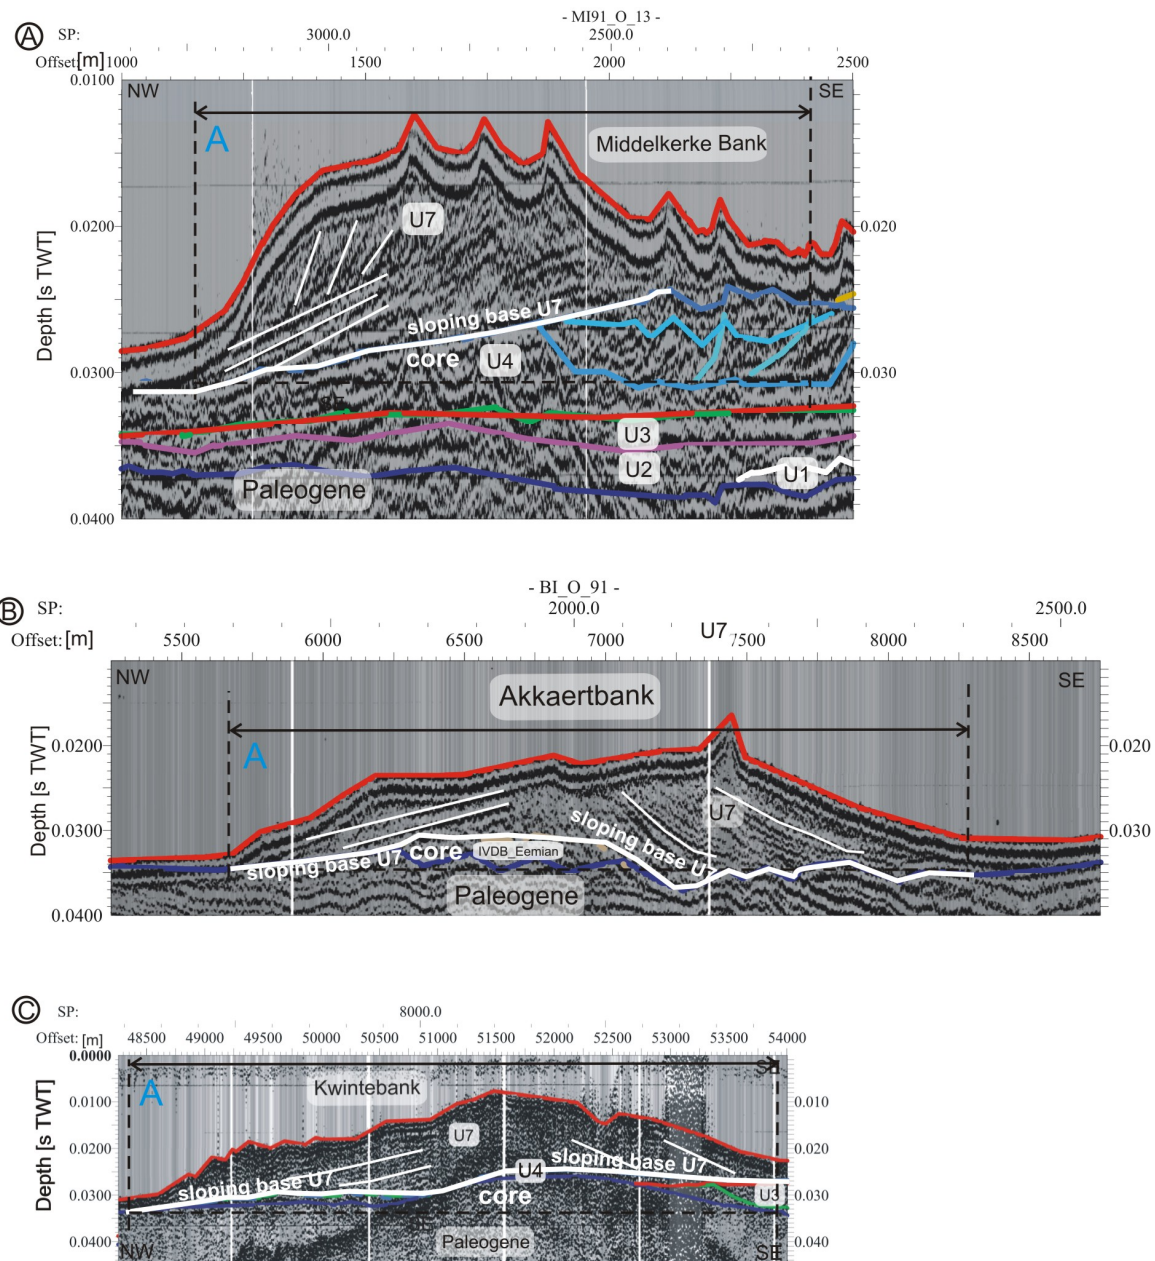 A
- MI91_O_13 -
SP: 3000.0 2500.0
Offset:[m] 1000 1500 2000 2500
0.0100 NW SE
A Middelkerke Bank
U7
0.0200 0.020
Depth [s TWT]
sloping base U7
core U4
0.0300 0.030
U3
U2
U1
Paleogene
0.0400
- BI_O_91 -
B SP: 2000.0 2500.0
Offset: [m] 5500 6000 6500 7000 U7 7500 8000 8500
NW SE
Akkaertbank
0.0200 0.020
A
Depth [s TWT]
U7
0.0300 0.030
sloping base U7
core IVDB_Eemian
sloping base U7
Paleogene
0.0400
C SP: 8000.0
Offset: [m] 48500 49000 49500 50000 50500 51000 51500 52000 52500 53000 53500 54000
0.0000 SE
A Kwintebank
0.0100 0.010
Depth [s TWT]
U7
0.0200 0.020
sloping base U7
U4
sloping base U7
core
0.0300 U3 0.030
Paleogene
0.0400 0.040
NW SE